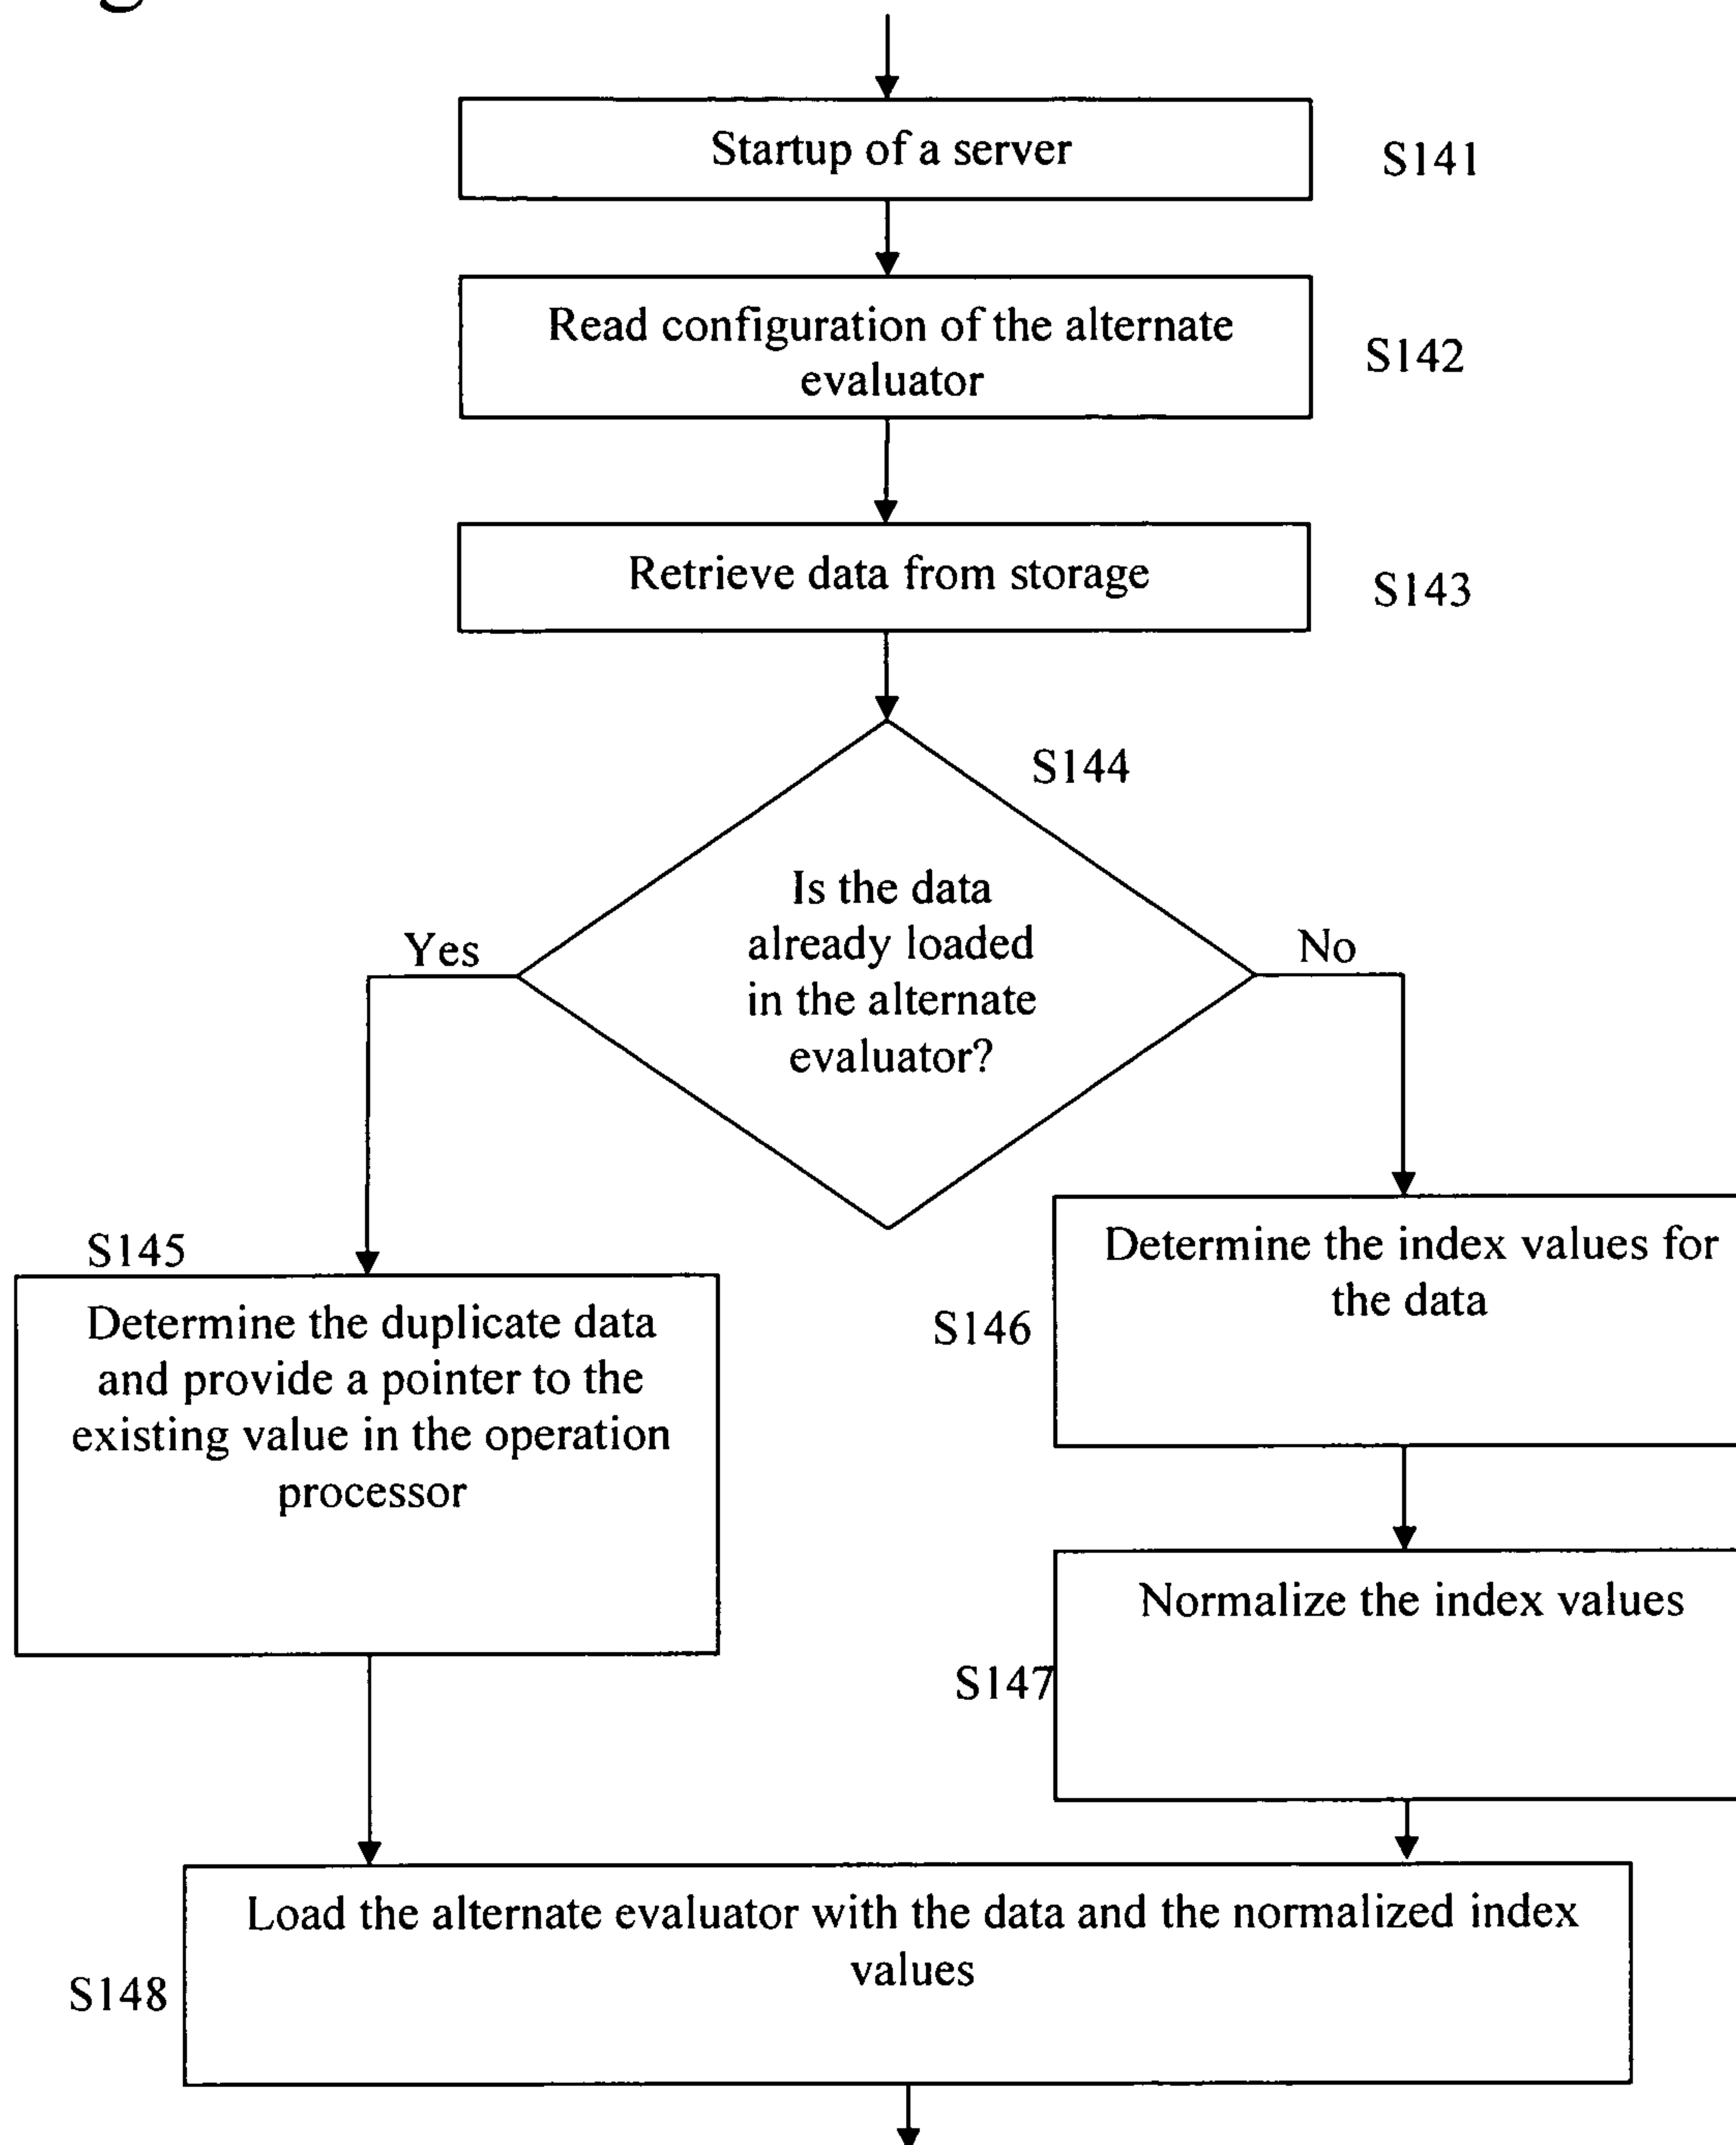 Startup of a server
S141
Read configuration of the alternate
evaluator
S142
Retrieve data from storage
S143
S144
Is the data
already loaded
in the alternate
evaluator?
Yes
No
S145
Determine the duplicate data
and provide a pointer to the
existing value in the operation
processor
Determine the index values for
the data
S146
Normalize the index values
S147
Load the alternate evaluator with the data and the normalized index
values
S148